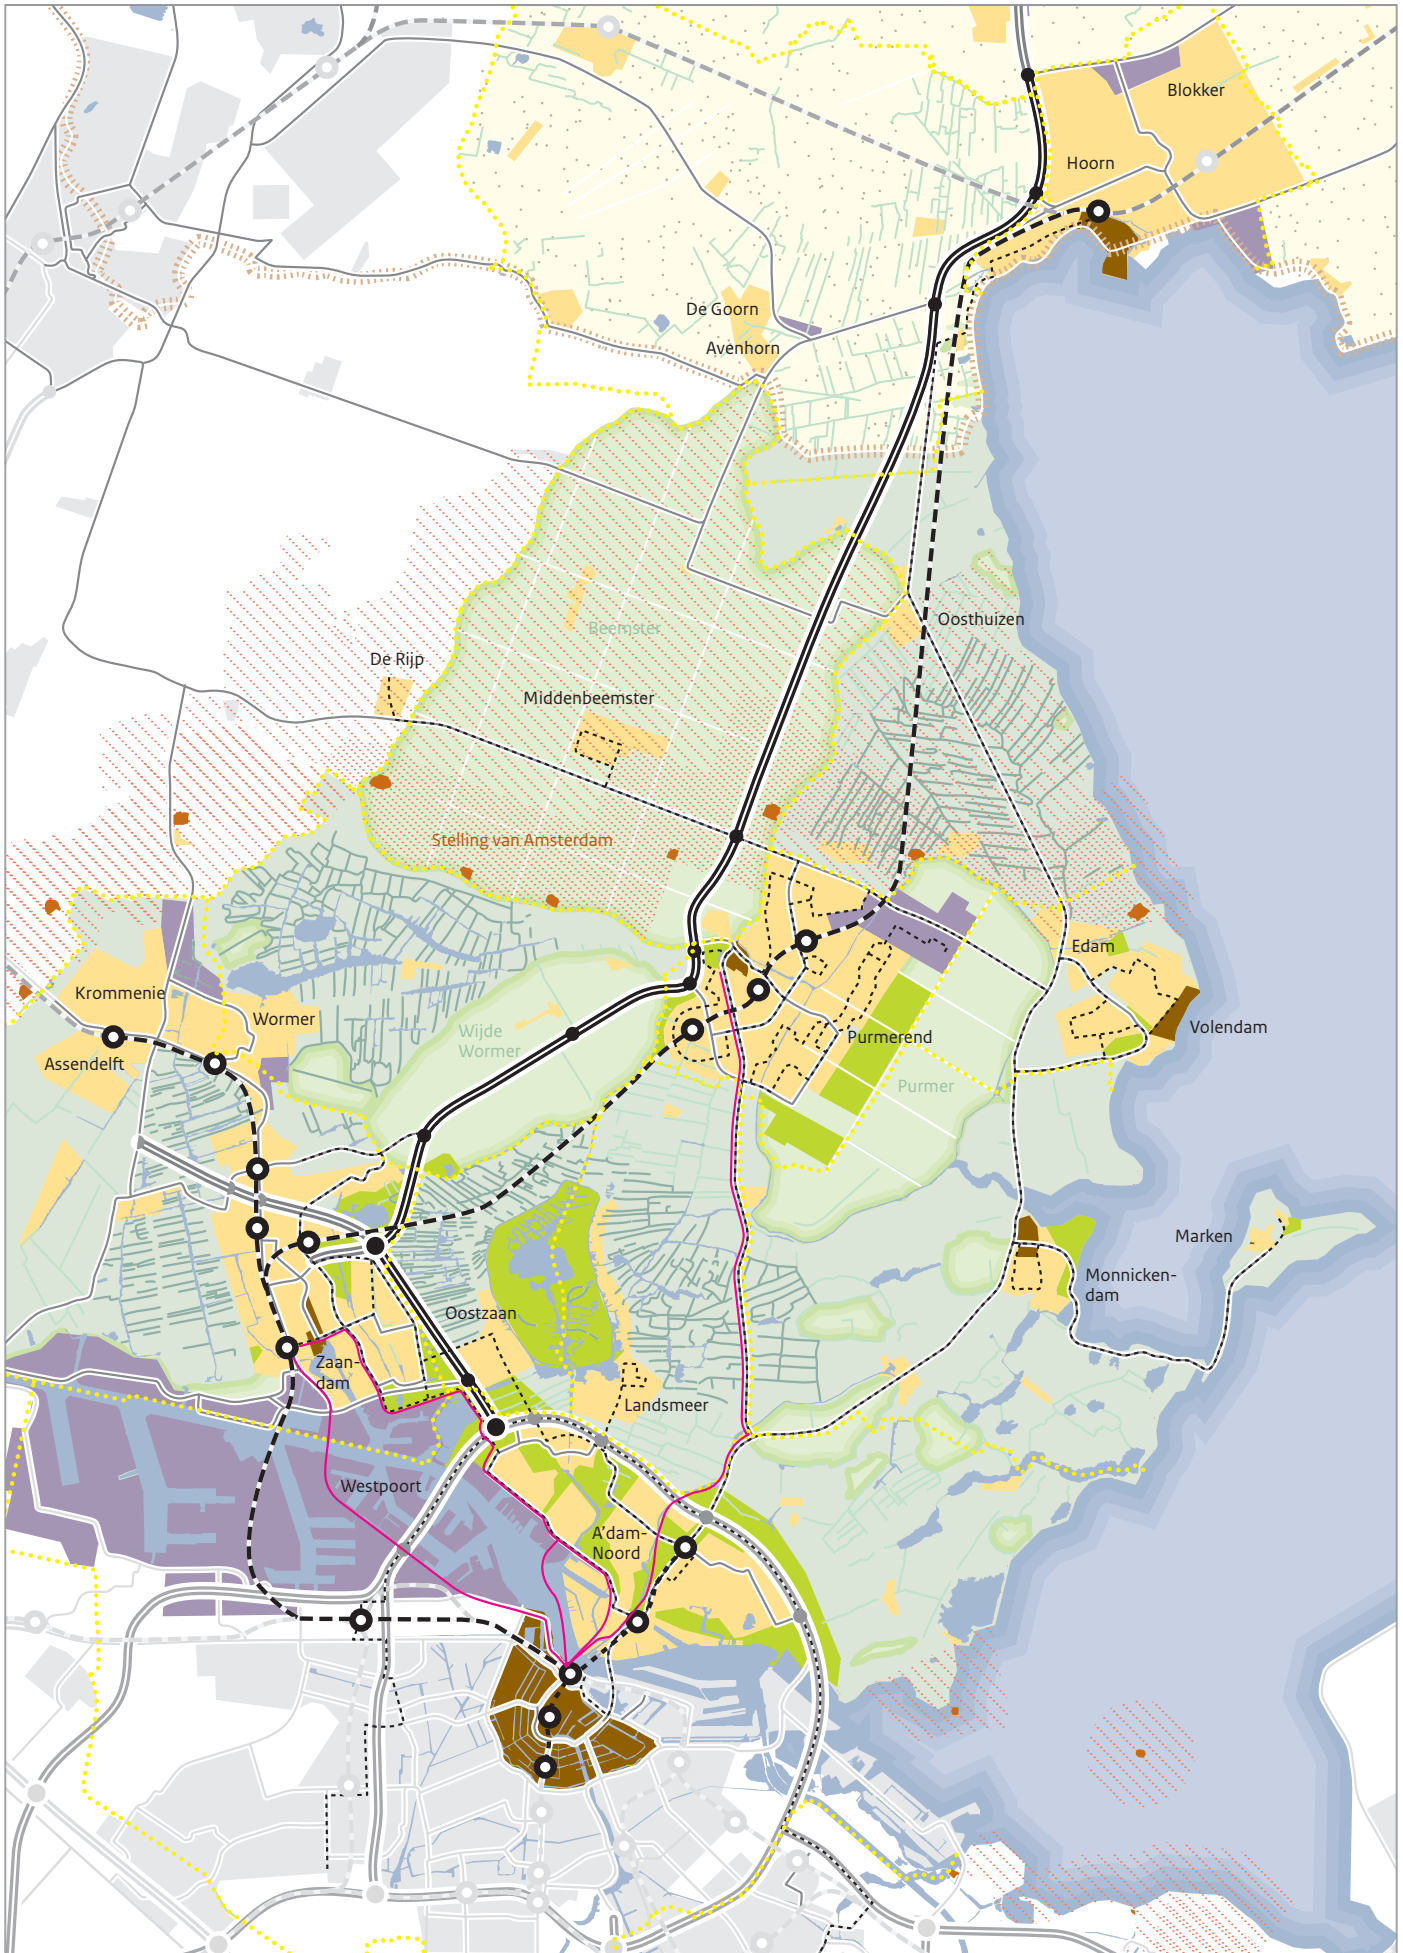 Blokker
Hoorn
De Goorn
Avenhorn
Oosthuizen
Beemster
De Rijp
Middenbeemster
Stelling van Amsterdam
Edam
Krommenie
Wormer
Wijde
Wormer
Volendam
Purmerend
Assendelft
Purmer
Marken
Monnicken-
dam
Oostzaan
Zaan-
dam
Landsmeer
Westpoort
A'dam-
Noord